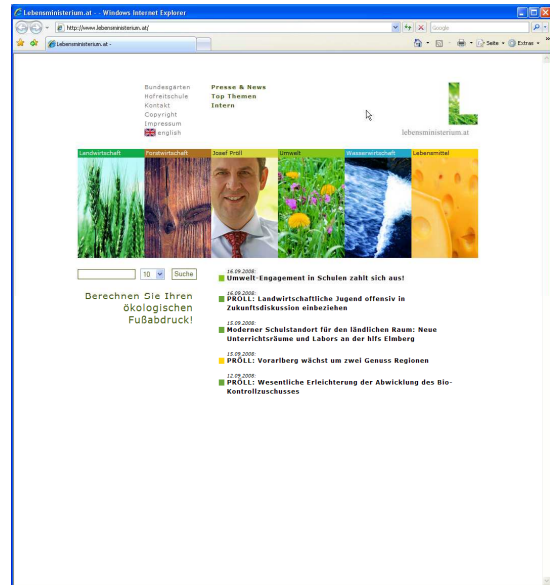 Lebensministerium.at - - Windows Internet Explorer
http://www.lebensministerium.at/
Google
Lebensministerium.at -
Seite
Extras
Bundesgärten
Hofreitschule
Kontakt
Copyright
Impressum
english
Presse & News
Top Themen
Intern
lebensministerium.at
Landwirtschaft
Forstwirtschaft
Josef Pröll
Umwelt
Wasserwirtschaft
Lebensmittel
10
Suche
Berechnen Sie Ihren
ökologischen
Fußabdruck!
16.09.2008:
Umwelt-Engagement in Schulen zahlt sich aus!
16.09.2008:
PRÖLL: Landwirtschaftliche Jugend offensiv in
Zukunftsdiskussion einbeziehen
15.09.2008:
Moderner Schulstandort für den ländlichen Raum: Neue
Unterrichtsräume und Labors an der hlfs Elmberg
15.09.2008:
PRÖLL: Vorarlberg wächst um zwei Genuss Regionen
12.09.2008:
PRÖLL: Wesentliche Erleichterung der Abwicklung des Bio-
Kontrollzuschusses